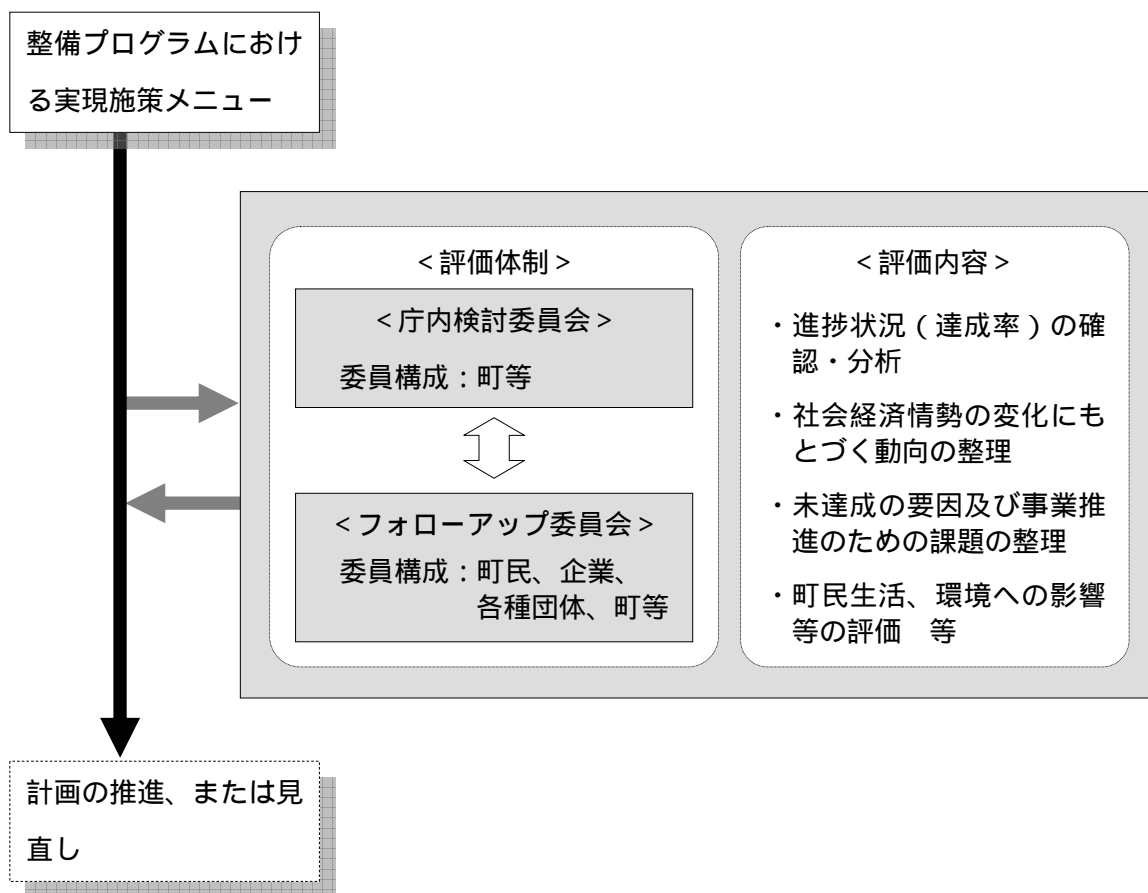 整備プログラムにおけ
る実現施策メニュー
<評価体制>
<庁内検討委員会>
委員構成:町等
<フォローアップ委員会>
委員構成:町民、企業、
各種団体、町等
<評価内容>
・進捗状況(達成率)の確
認・分析
・社会経済情勢の変化にも
とづく動向の整理
・未達成の要因及び事業推
進のための課題の整理
・町民生活、環境への影響
等の評価 等
計画の推進、または見
直し